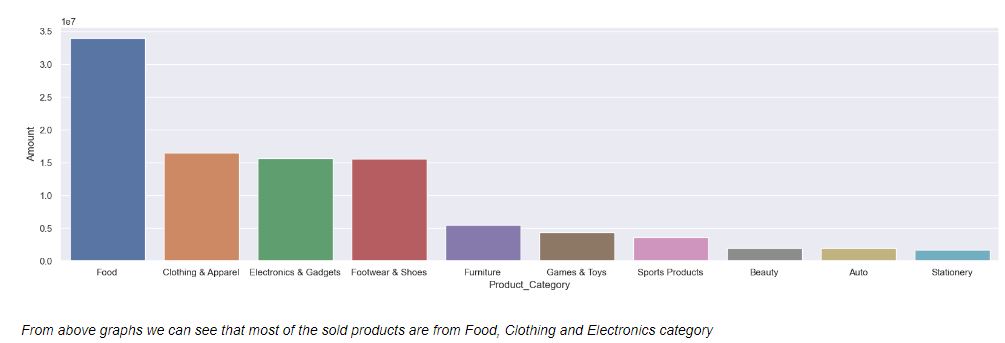 1e7
3.5
3.0
2.5
2.0
1.5
1.0
0.5
0.0
Amount
Food Clothing & Apparel Electronics & Gadgets Footwear & Shoes Furniture Games & Toys Sports Products Beauty Auto Stationery
Product_Category
From above graphs we can see that most of the sold products are from Food, Clothing and Electronics category